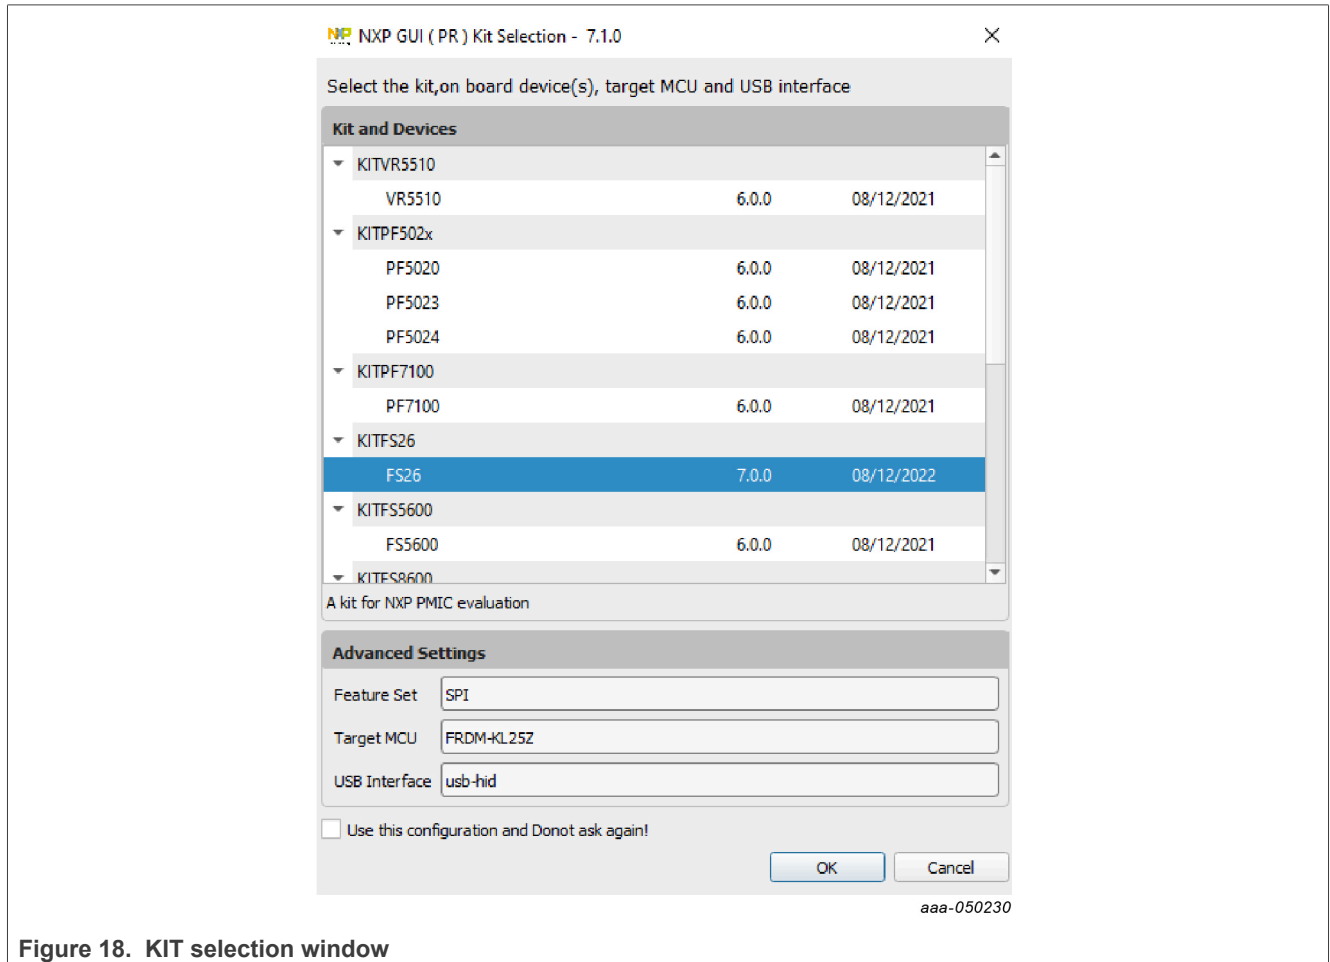 NXP GUI ( PR ) Kit Selection - 7.1.0
Select the kit,on board device(s), target MCU and USB interface
Kit and Devices
KITVR5510
VR5510 6.0.0 08/12/2021
KITPF502x
PF5020 6.0.0 08/12/2021
PF5023 6.0.0 08/12/2021
PF5024 6.0.0 08/12/2021
KITPF7100
PF7100 6.0.0 08/12/2021
KITFS26
FS26 7.0.0 08/12/2022
KITFS5600
FS5600 6.0.0 08/12/2021
KITFS8600
A kit for NXP PMIC evaluation
Advanced Settings
Feature Set SPI
Target MCU FRDM-KL25Z
USB Interface usb-hid
Use this configuration and Donot ask again!
OK Cancel
aaa-050230
Figure 18. KIT selection window